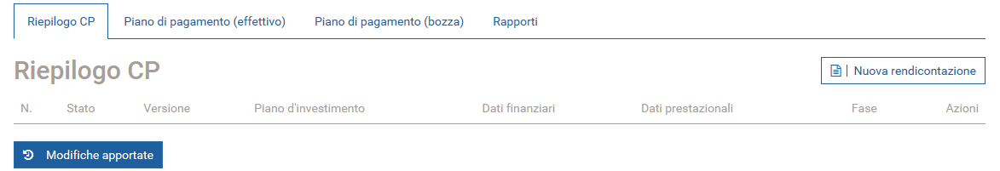 Riepilogo CP Piano di pagamento (effettivo) Piano di pagamento (bozza) Rapporti
Riepilogo CP
Nuova rendicontazione
N. Stato Versione Piano d'investimento Dati finanziari Dati prestazionali Fase Azioni
Modifiche apportate